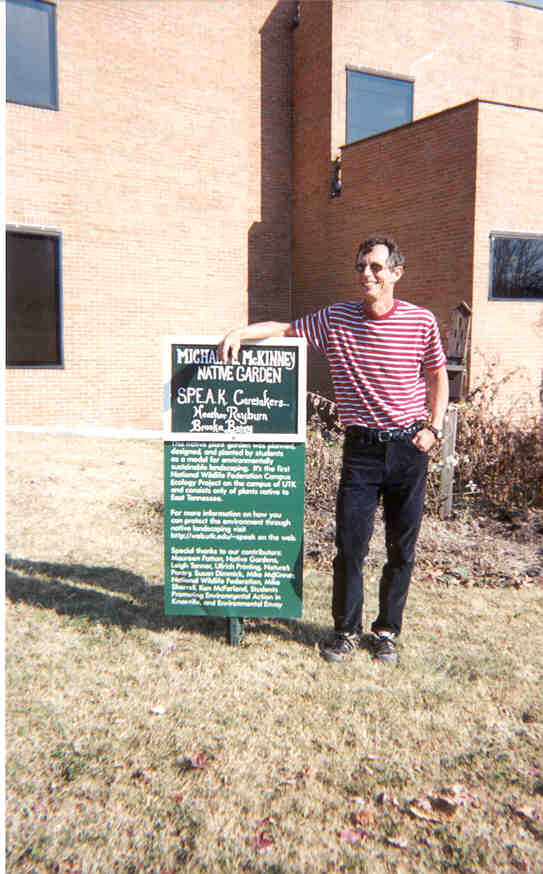 McKINNEY
NATIVE GARDEN
S.P.E.A.K. Caretakers...
Heather Rayburn
This native plant garden was planned,
designed, and planted by students
as a model for environmentally
sustainable landscaping. It's the first
National Wildlife Federation Campus
Ecology Project on the campus of UTK
and consists only of plants native to
East Tennessee.
For more information on how you
can protect the environment through
native landscaping visit
http://web.utk.edu/~speak on the web.
Special thanks to our contributors:
Maureen Patton, Native Gardens,
Leigh Tanner, Ullrich Printing, Nature's
Pantry, Susan Dimmick, Mike McKinney,
National Wildlife Federation, Mike
Sherrell, Ken McFarland, Students
Promoting Environmental Action in
Knoxville, and Environmental Envoy